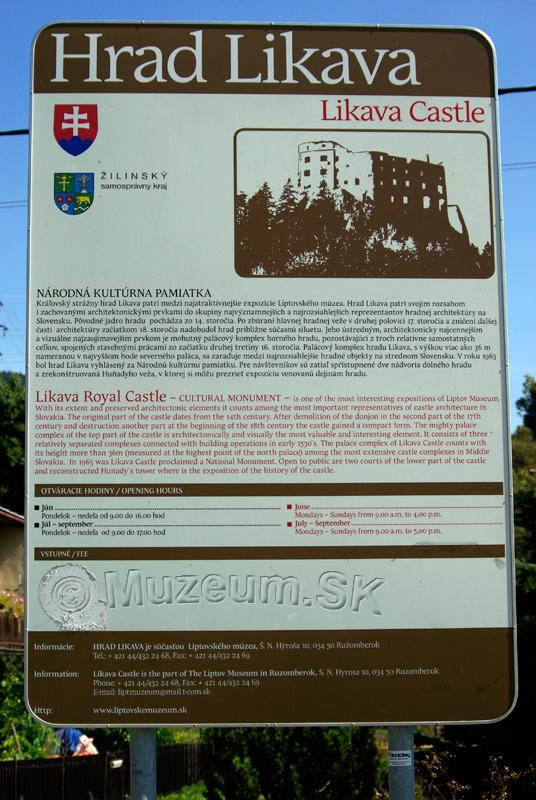 Hrad Likava
Likava Castle
ŽILINSKÝ
samosprávny kraj
NÁRODNÁ KULTÚRNA PAMIATKA
Kráľovský strážny hrad Likava patrí medzi najatraktívnejšie expozície Liptovského múzea. Hrad Likava patrí svojim rozsahom
i zachovanými architektonickými prvkami do skupiny najvýznamnejších a najrozsiahlejších reprezentantov hradnej architektúry na
Slovensku. Pôvodné jadro hradu pochádza zo 14. storočia. Po zbúraní hlavnej hradnej veže v druhej polovici 17. storočia a zničení ďalšej
časti architektúry začiatkom 18. storočia nadobudol hrad približne súčasnú siluetu. Jeho ústredným, architektonicky najcennejším
a vizuálne najzaujímavejším prvkom je mohutný palácový komplex horného hradu, pozostávajúci z troch relatívne samostatných
celkov, spojených stavebnými prácami zo začiatku druhej tretiny 16. storočia. Palácový komplex hradu Likava, s výškou viac ako 36 m
nameranou v najvyššom bode severného paláca, sa zaraďuje medzi najrozsiahlejšie hradné objekty na strednom Slovensku. V roku 1963
bol hrad Likava vyhlásený za Národnú kultúrnu pamiatku. Pre návštevníkov sú zatiaľ sprístupnené dve nádvoria dolného hradu
a zrekonštruovaná Huňadyho veža, v ktorej si môžu prezrieť expozíciu venovanú dejinám hradu.
Likava Royal Castle – CULTURAL MONUMENT – is one of the most interesting expositions of Liptov Museum.
With its extent and preserved architectonic elements it counts among the most important representatives of castle architecture in
Slovakia. The original part of the castle dates from the 14th century. After demolition of the donjon in the second part of the 17th
century and destruction another part at the beginning of the 18th century the castle gained a compact form. The mighty palace
complex of the top part of the castle is architectonically and visually the most valuable and interesting element. It consists of three
relatively separated complexes connected with building operations in early 1530's. The palace complex of Likava Castle counts with
its height more than 36m (measured at the highest point of the north palace) among the most extensive castle complexes in Middle
Slovakia. In 1963 was Likava Castle proclaimed a National Monument. Open to public are two courts of the lower part of the castle
and reconstructed Hunady's tower where is the exposition of the history of the castle.
OTVÁRACIE HODINY / OPENING HOURS
Jún
Pondelok – nedeľa od 9.00 do 16.00 hod
Júl – september
Pondelok – nedeľa od 9.00 do 17.00 hod
June
Mondays – Sundays from 9.00 a.m. to 4.00 p.m.
July – September
Mondays – Sundays from 9.00 a.m. to 5.00 p.m.
VSTUPNÉ / FEE
© Muzeum.SK
Informácie: HRAD LIKAVA je súčasťou Liptovského múzea, Š. N. Hýroša 10, 034 50 Ružomberok
Tel.: + 421 44/432 24 68, Fax: + 421 44/432 24 69
Information: Likava Castle is the part of The Liptov Museum in Ruzomberok, S. N. Hyrosa 10, 034 50 Ruzomberok
Phone: + 421 44/432 24 68, Fax: + 421 44/432 24 69
E-mail: liptmuzeum@mail.t-com.sk
Http: www.liptovskemuzeum.sk